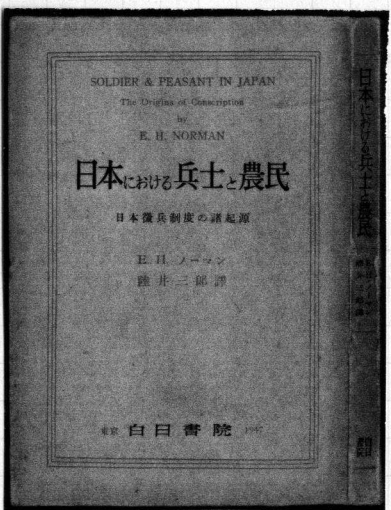 SOLDIER & PEASANT IN JAPAN
The Origins of Conscription
by
E. H. NORMAN
日本における兵士と農民
日本徴兵制度の諸起源
E. H. ノーマン
陸井三郎譯
東京 白日書院 1947
日本における兵士と農民